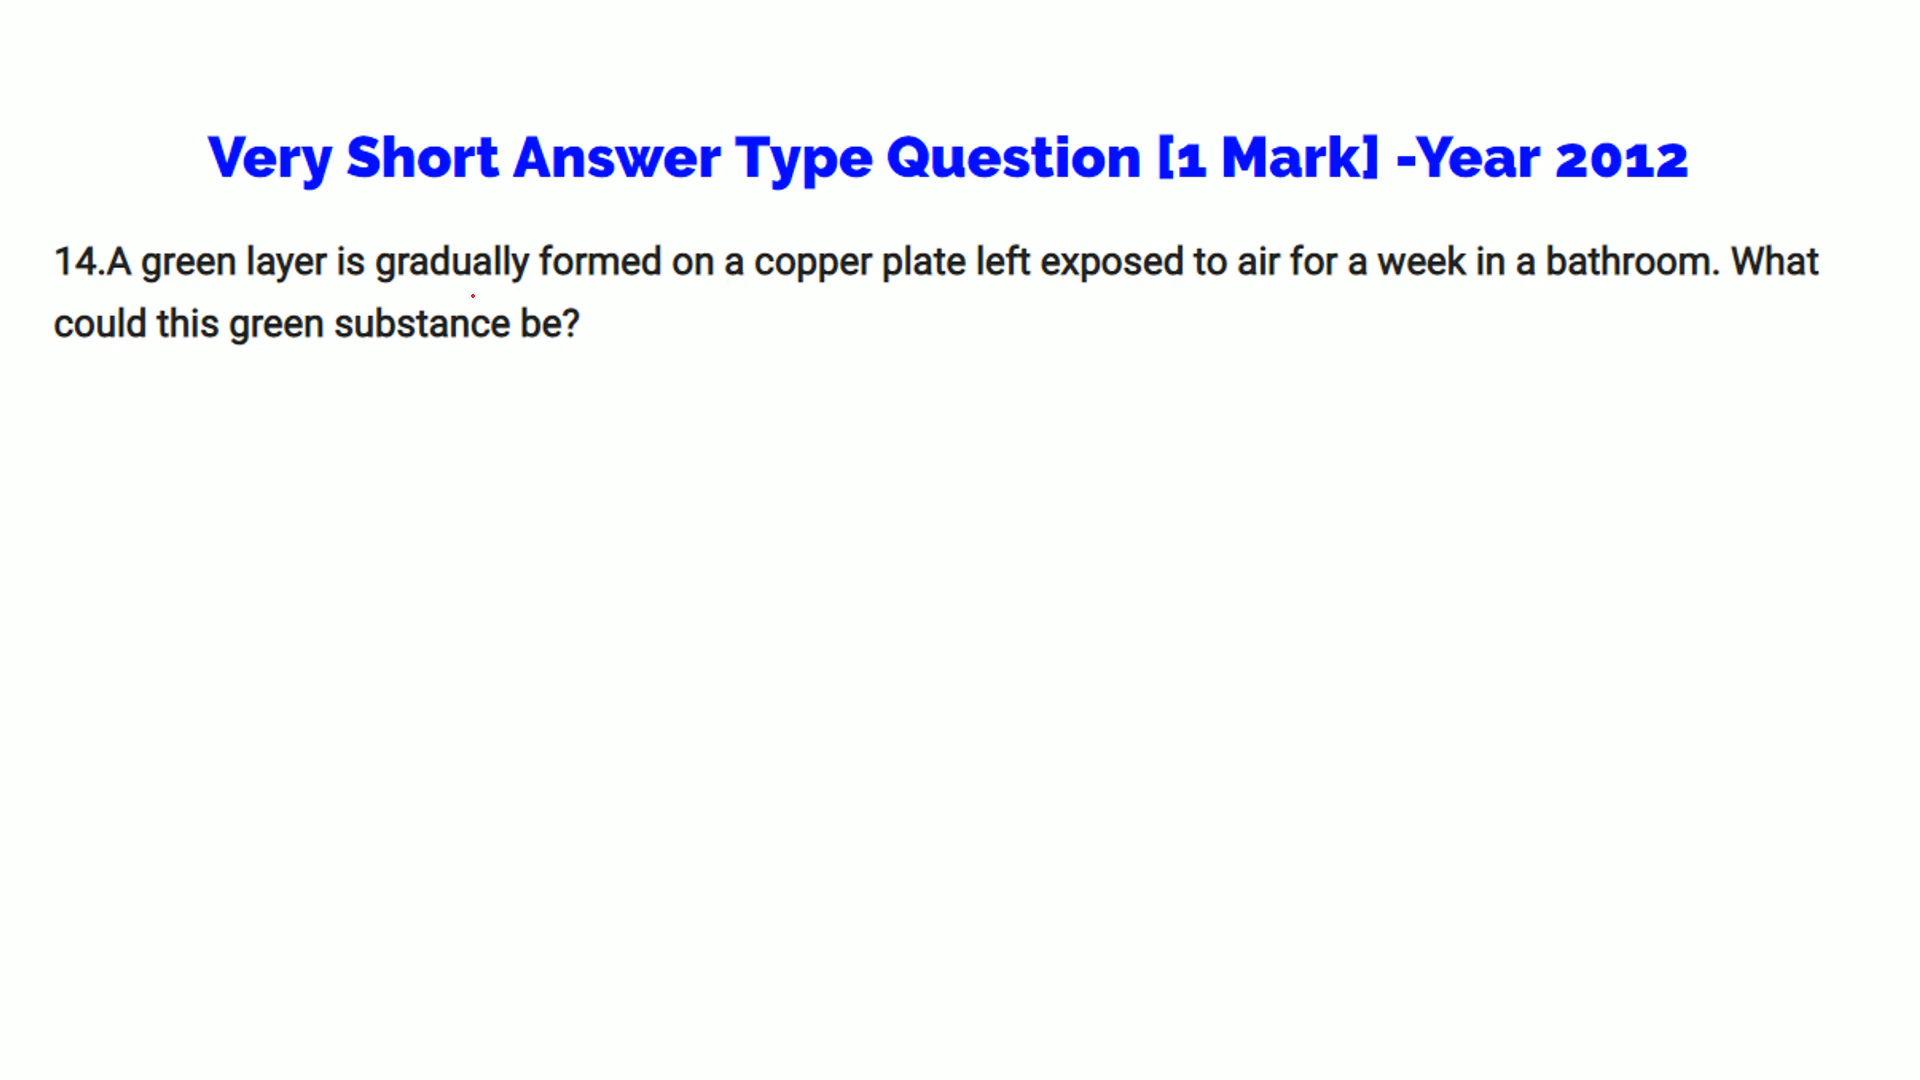 Very Short Answer Type Question [1 Mark] -Year 2012
14.A green layer is gradually formed on a copper plate left exposed to air for a week in a bathroom. What
could this green substance be?